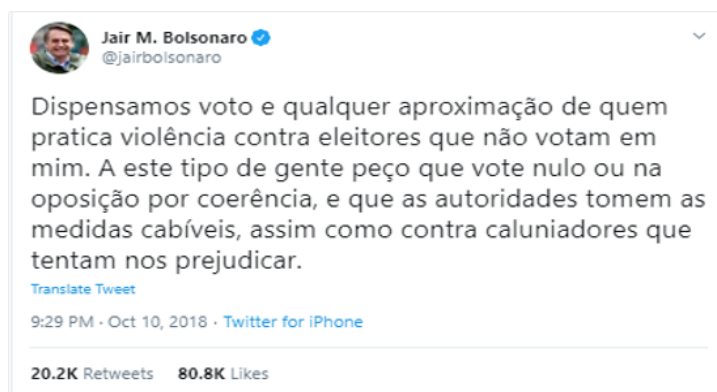 Jair M. Bolsonaro
@jairbolsonaro
Dispensamos voto e qualquer aproximação de quem
pratica violência contra eleitores que não votam em
mim. A este tipo de gente peço que vote nulo ou na
oposição por coerência, e que as autoridades tomem as
medidas cabíveis, assim como contra caluniadores que
tentam nos prejudicar.
Translate Tweet
9:29 PM · Oct 10, 2018 · Twitter for iPhone
20.2K Retweets 80.8K Likes